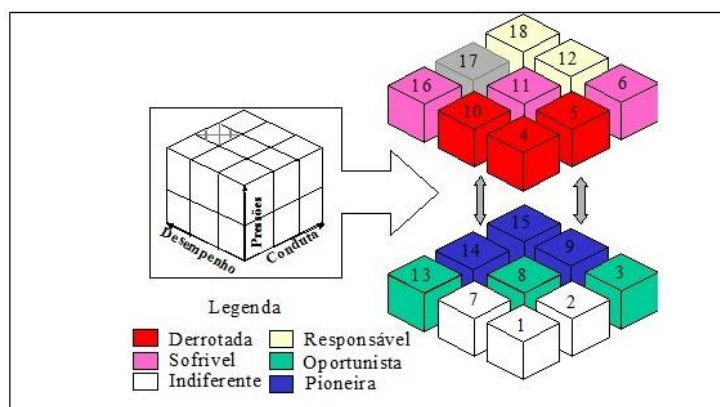 18
17
12
16
11
6
10
5
4
Pressões
Desempenho
Conduta
15
14
9
13
8
3
7
2
1
Legenda
Derrotada
Responsável
Sofrivel
Oportunista
Indiferente
Pioneira